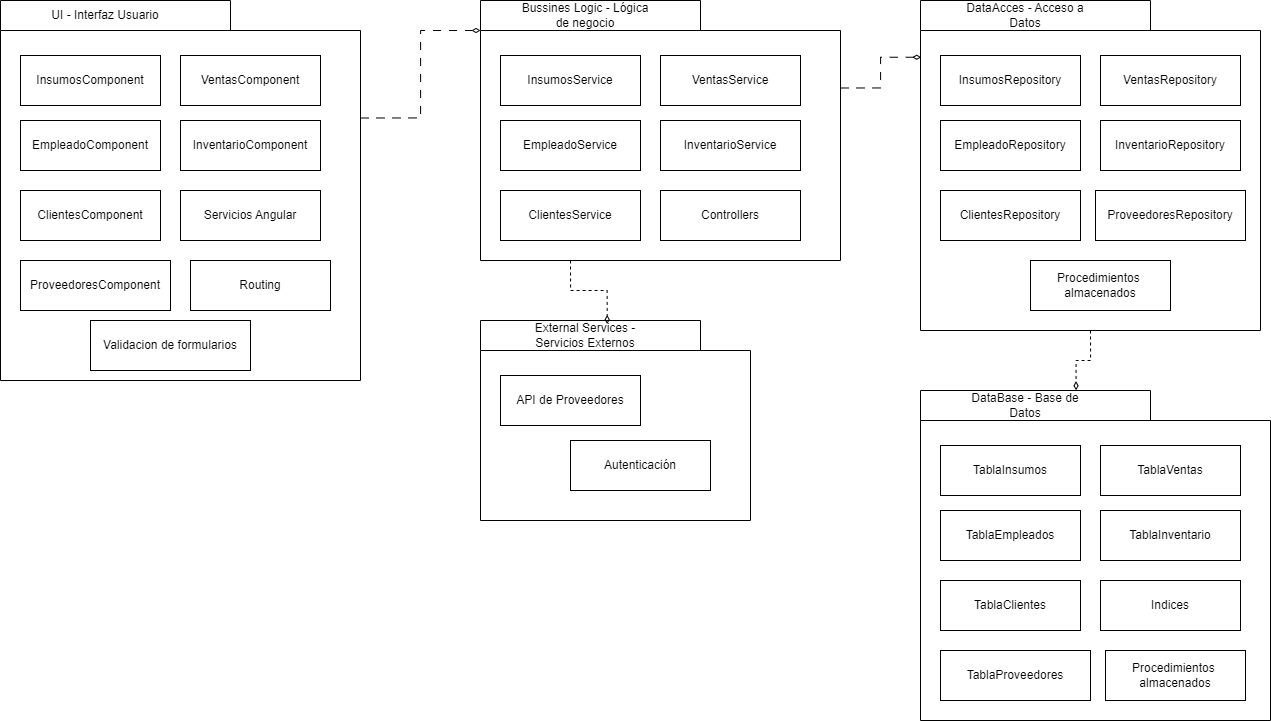 UI - Interfaz Usuario
InsumosComponent
VentasComponent
EmpleadoComponent
InventarioComponent
ClientesComponent
Servicios Angular
ProveedoresComponent
Routing
Validacion de formularios
Bussines Logic - Lógica
de negocio
InsumosService
VentasService
EmpleadoService
InventarioService
ClientesService
Controllers
External Services -
Servicios Externos
API de Proveedores
Autenticación
DataAcces - Acceso a
Datos
InsumosRepository
VentasRepository
EmpleadoRepository
InventarioRepository
ClientesRepository
ProveedoresRepository
Procedimientos
almacenados
DataBase - Base de
Datos
TablaInsumos
TablaVentas
TablaEmpleados
TablaInventario
TablaClientes
Indices
TablaProveedores
Procedimientos
almacenados